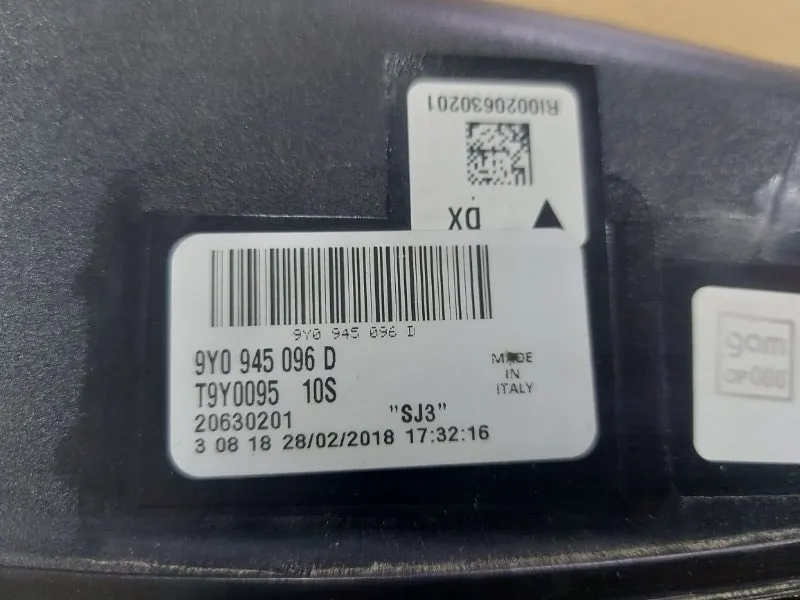 RI0020630201
DX
9Y0 945 096 D
9Y0 945 096 D
T9Y0095 10S
20630201 "SJ3"
3 08 18 28/02/2018 17:32:16
MADE
IN
ITALY
gam